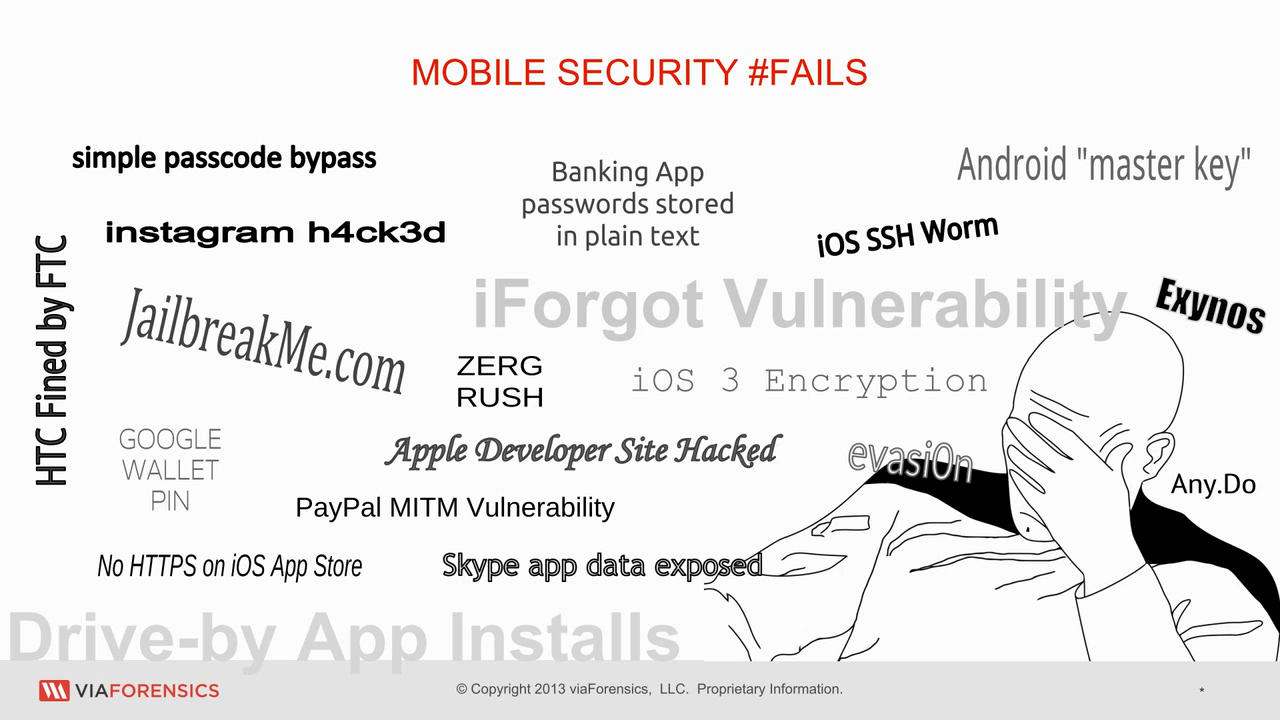 MOBILE SECURITY #FAILS
simple passcode bypass
Banking App
passwords stored
in plain text
Android "master key"
instagram h4ck3d
iOS SSH Worm
HTC Fined by FTC
iForgot Vulnerability
Exynos
JailbreakMe.com
ZERG
RUSH
iOS 3 Encryption
GOOGLE
WALLET
PIN
Apple Developer Site Hacked
evasi0n
Any.Do
PayPal MITM Vulnerability
No HTTPS on iOS App Store
Skype app data exposed
Drive-by App Installs
VIAFORENSICS
© Copyright 2013 viaForensics, LLC. Proprietary Information.
*